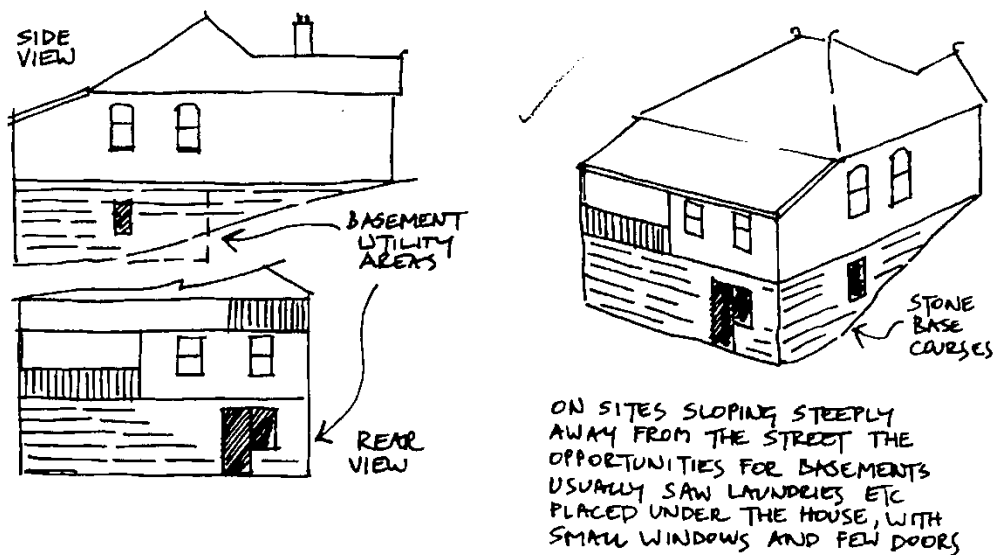 SIDE
VIEW
BASEMENT
UTILITY
AREAS
REAR
VIEW
STONE
BASE
COURSES
ON SITES SLOPING STEEPLY
AWAY FROM THE STREET THE
OPPORTUNITIES FOR BASEMENTS
USUALLY SAW LAUNDRIES ETC
PLACED UNDER THE HOUSE, WITH
SMALL WINDOWS AND FEW DOORS